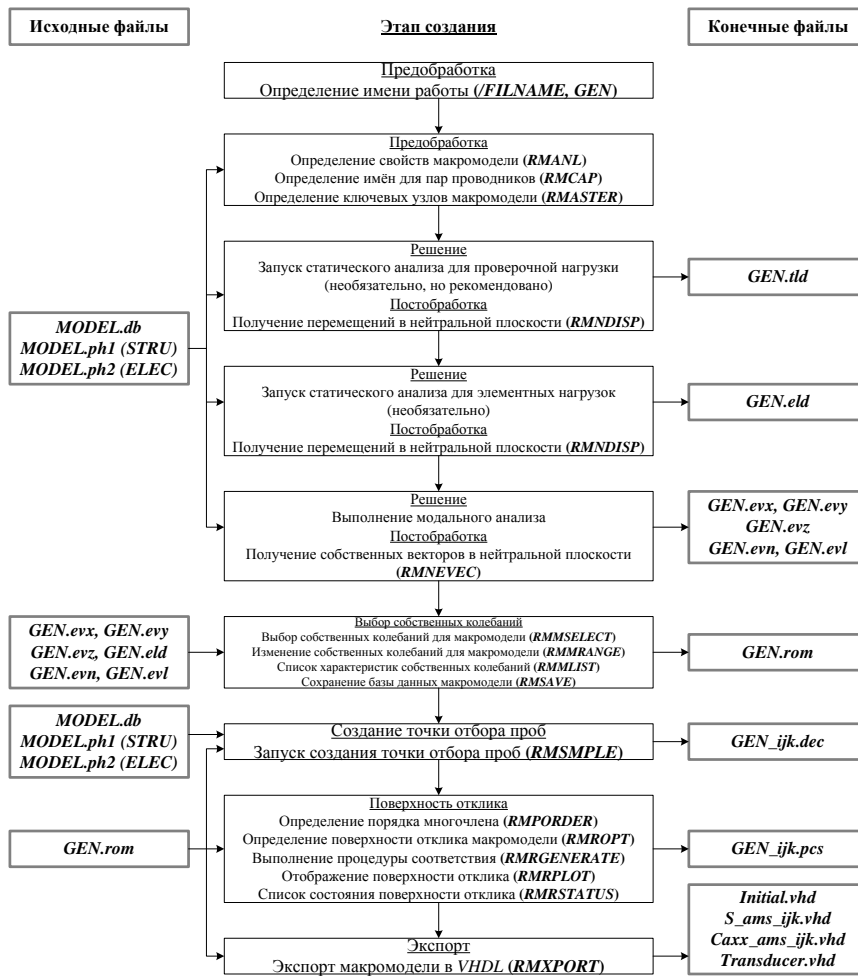 Исходные файлы
Этап создания
Конечные файлы
Предобработка
Определение имени работы (/FILNAME, GEN)
Предобработка
Определение свойств макромодели (RMANL)
Определение имён для пар проводников (RMCAP)
Определение ключевых узлов макромодели (RMASTER)
Решение
Запуск статического анализа для проверочной нагрузки
(необязательно, но рекомендовано)
Постобработка
Получение перемещений в нейтральной плоскости (RMNDISP)
GEN.tld
MODEL.db
MODEL.ph1 (STRU)
MODEL.ph2 (ELEC)
Решение
Запуск статического анализа для элементных нагрузок
(необязательно)
Постобработка
Получение перемещений в нейтральной плоскости (RMNDISP)
GEN.eld
Решение
Выполнение модального анализа
Постобработка
Получение собственных векторов в нейтральной плоскости
(RMNEVEC)
GEN.evx, GEN.evy
GEN.evz
GEN.evn, GEN.evl
GEN.evx, GEN.evy
GEN.evz, GEN.eld
GEN.evn, GEN.evl
Выбор собственных колебаний
Выбор собственных колебаний для макромодели (RMMSELECT)
Изменение собственных колебаний для макромодели (RMMRANGE)
Список характеристик собственных колебаний (RMMLIST)
Сохранение базы данных макромодели (RMSAVE)
GEN.rom
MODEL.db
MODEL.ph1 (STRU)
MODEL.ph2 (ELEC)
Создание точки отбора проб
Запуск создания точки отбора проб (RMSMPLE)
GEN_ijk.dec
GEN.rom
Поверхность отклика
Определение порядка многочлена (RMPORDER)
Определение поверхности отклика макромодели (RMROPT)
Выполнение процедуры соответствия (RMRGENERATE)
Отображение поверхности отклика (RMRPLOT)
Список состояния поверхности отклика (RMRSTATUS)
GEN_ijk.pcs
Экспорт
Экспорт макромодели в VHDL (RMXPORT)
Initial.vhd
S_ams_ijk.vhd
Caxx_ams_ijk.vhd
Transducer.vhd